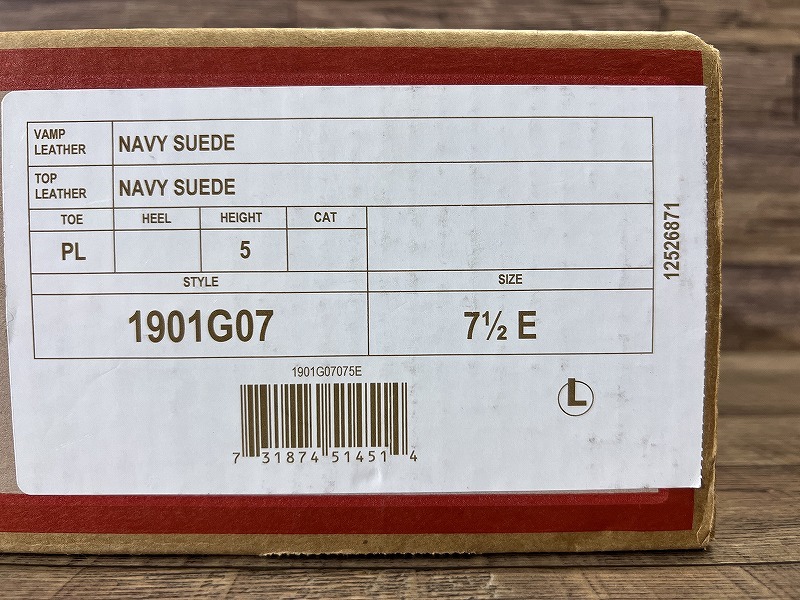 VAMP LEATHER
NAVY SUEDE
TOP LEATHER
NAVY SUEDE
TOE HEEL HEIGHT CAT
PL 5
STYLE SIZE
1901G07 7½ E
1901G07075E
7 31874 51451 4
L
12526871